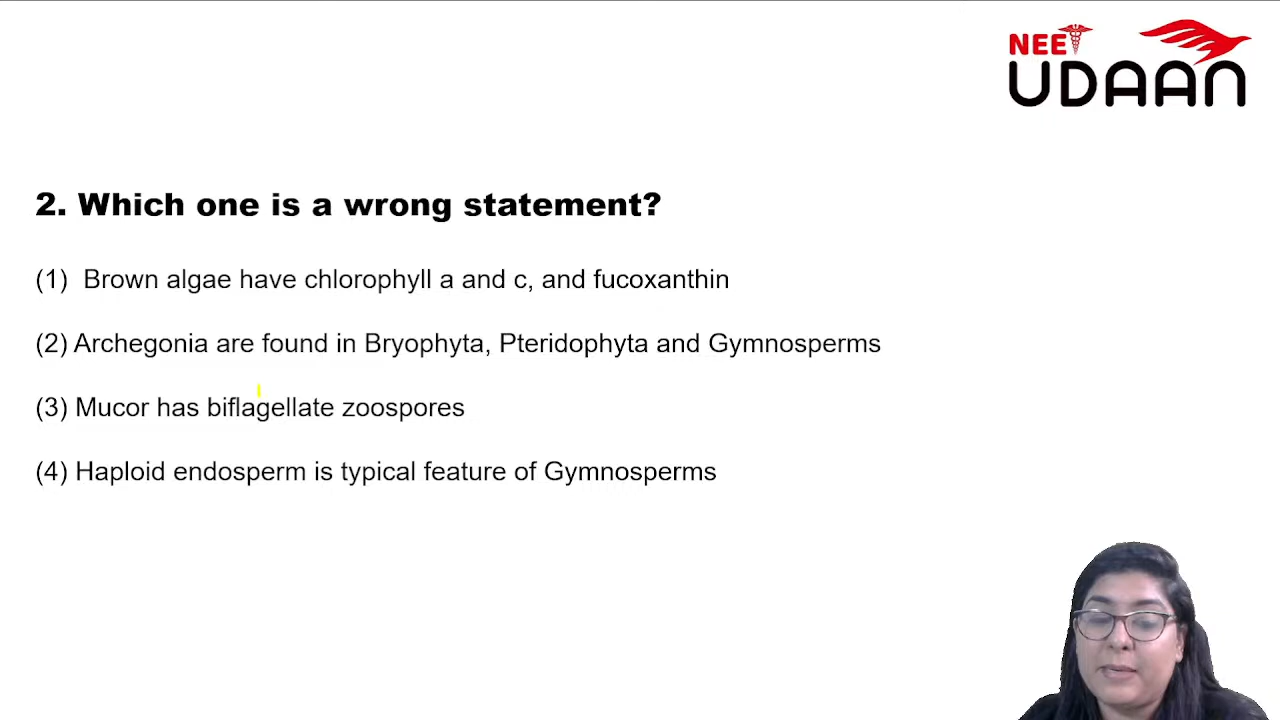 NEET
UDAAN
2. Which one is a wrong statement?
(1) Brown algae have chlorophyll a and c, and fucoxanthin
(2) Archegonia are found in Bryophyta, Pteridophyta and Gymnosperms
(3) Mucor has biflagellate zoospores
(4) Haploid endosperm is typical feature of Gymnosperms